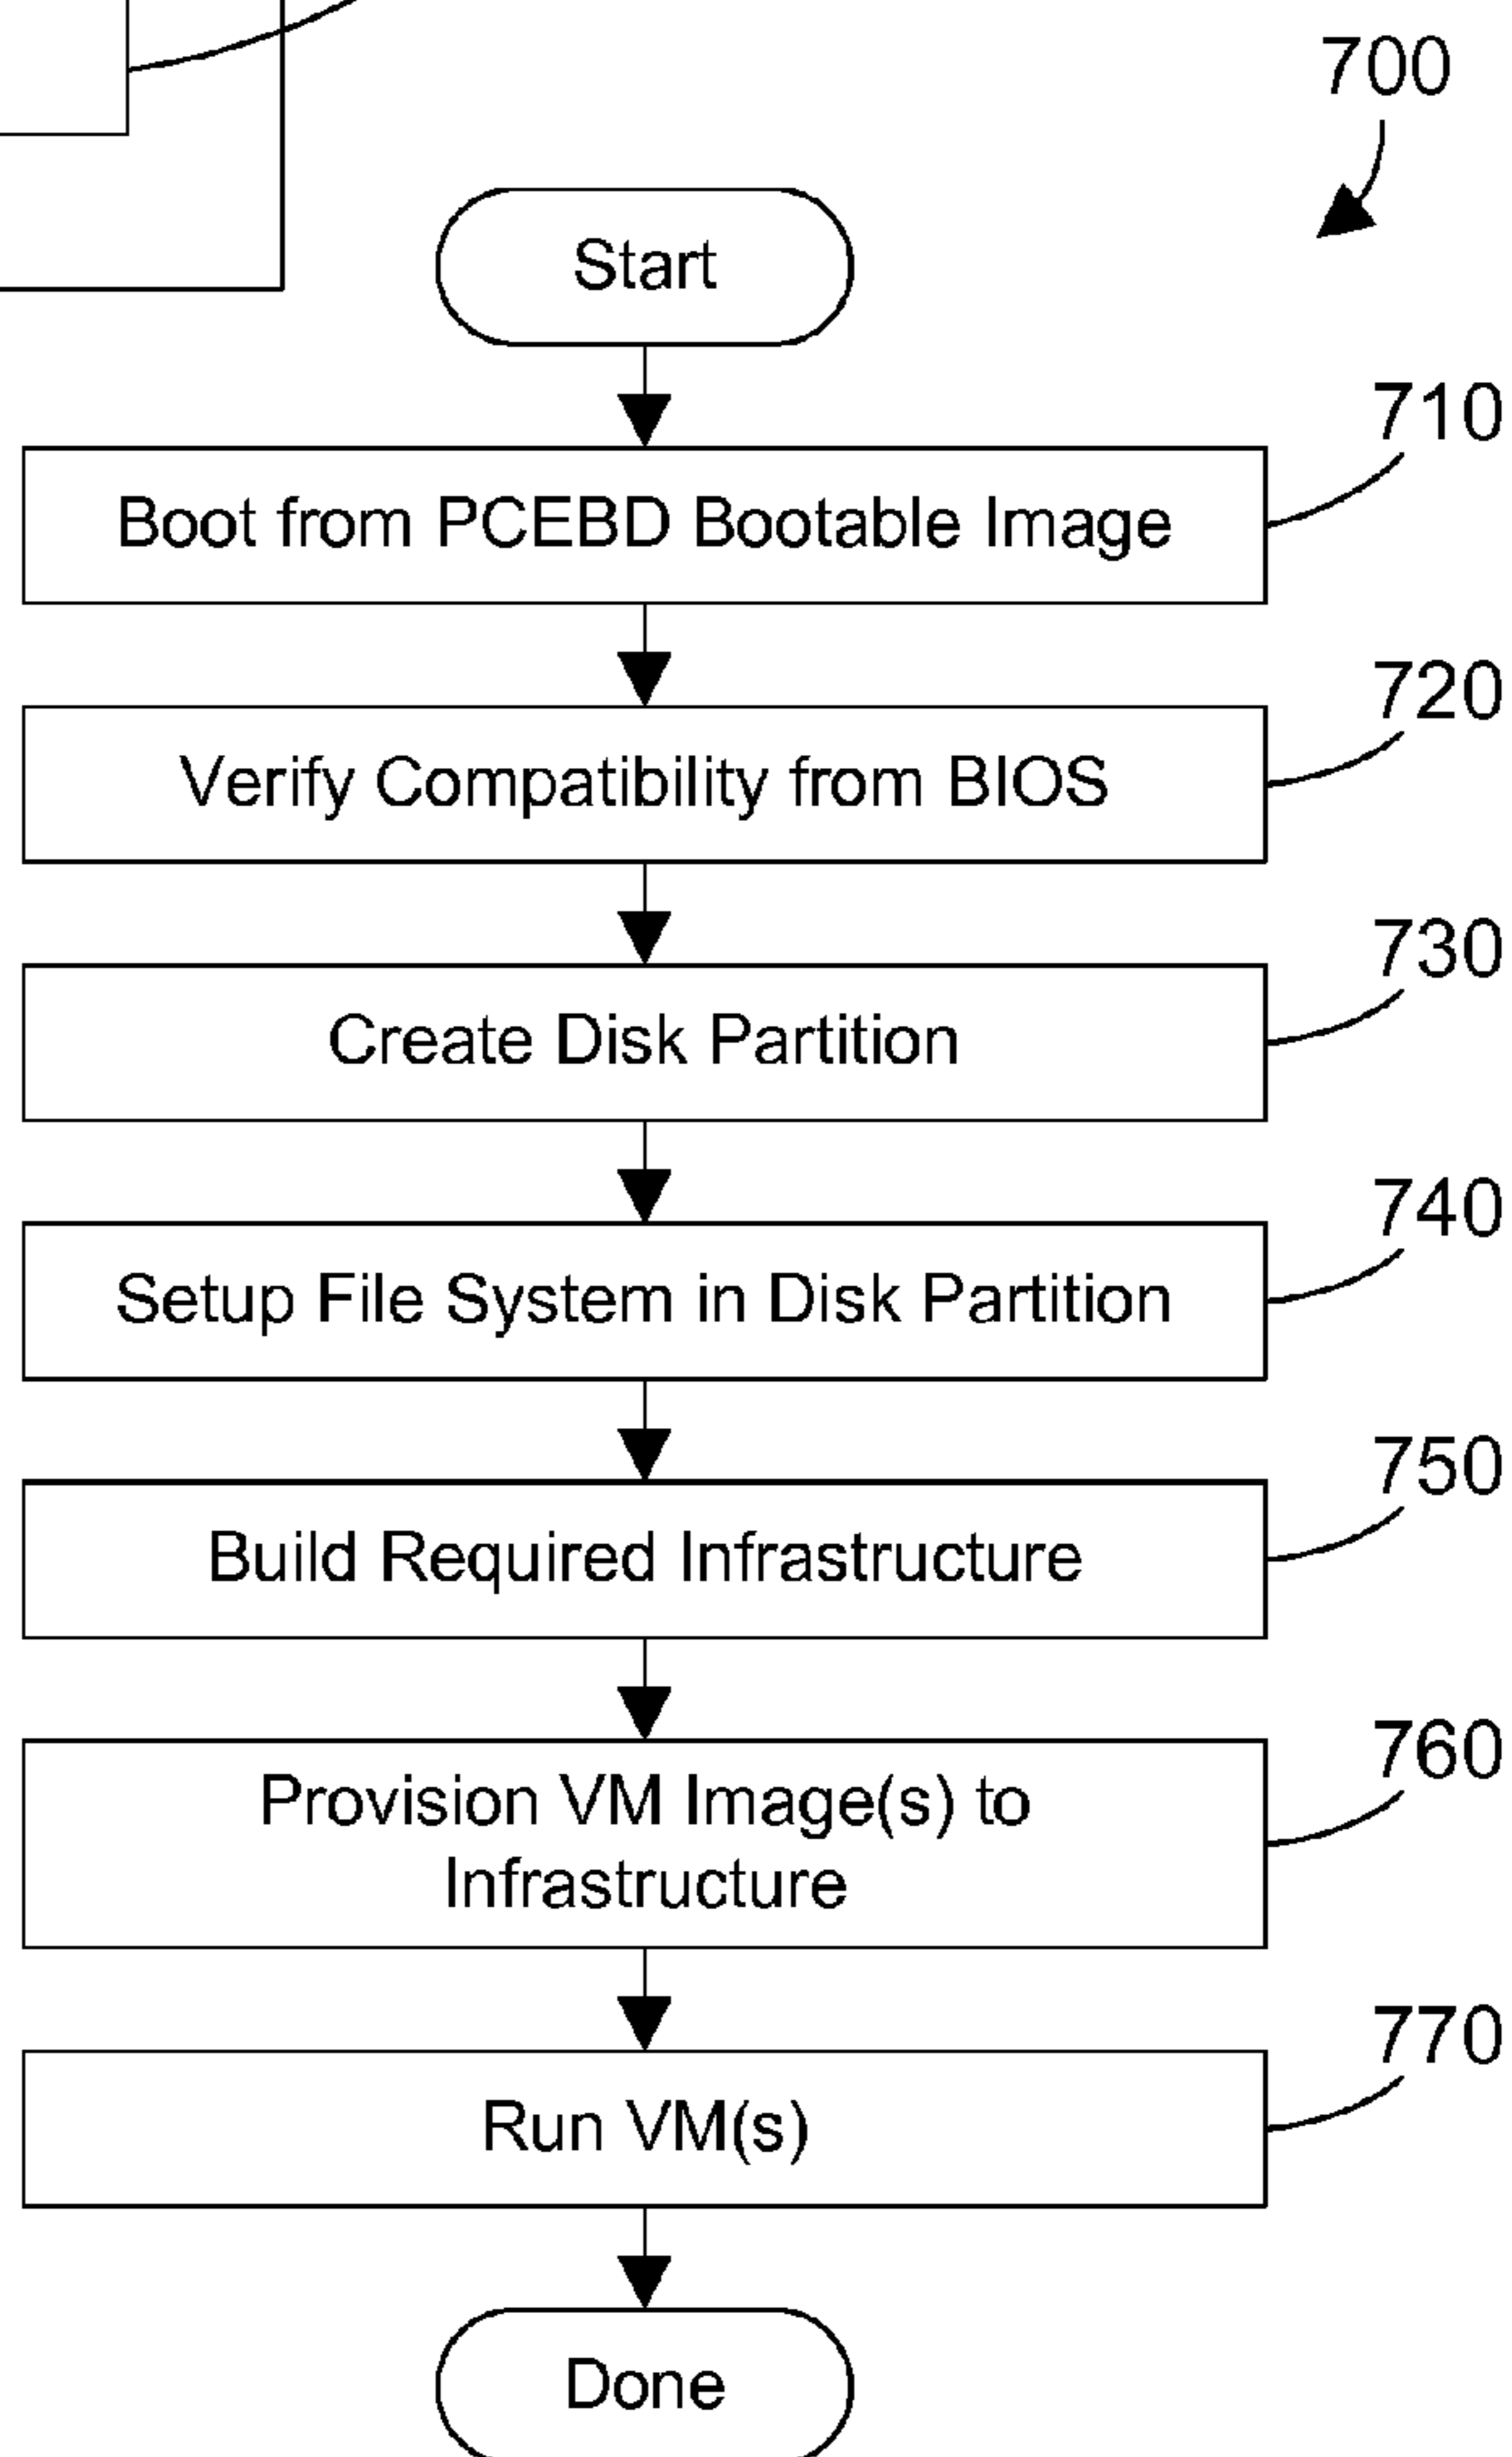 700
Start
710
Boot from PCEBD Bootable Image
720
Verify Compatibility from BIOS
730
Create Disk Partition
740
Setup File System in Disk Partition
750
Build Required Infrastructure
760
Provision VM Image(s) to
Infrastructure
770
Run VM(s)
Done